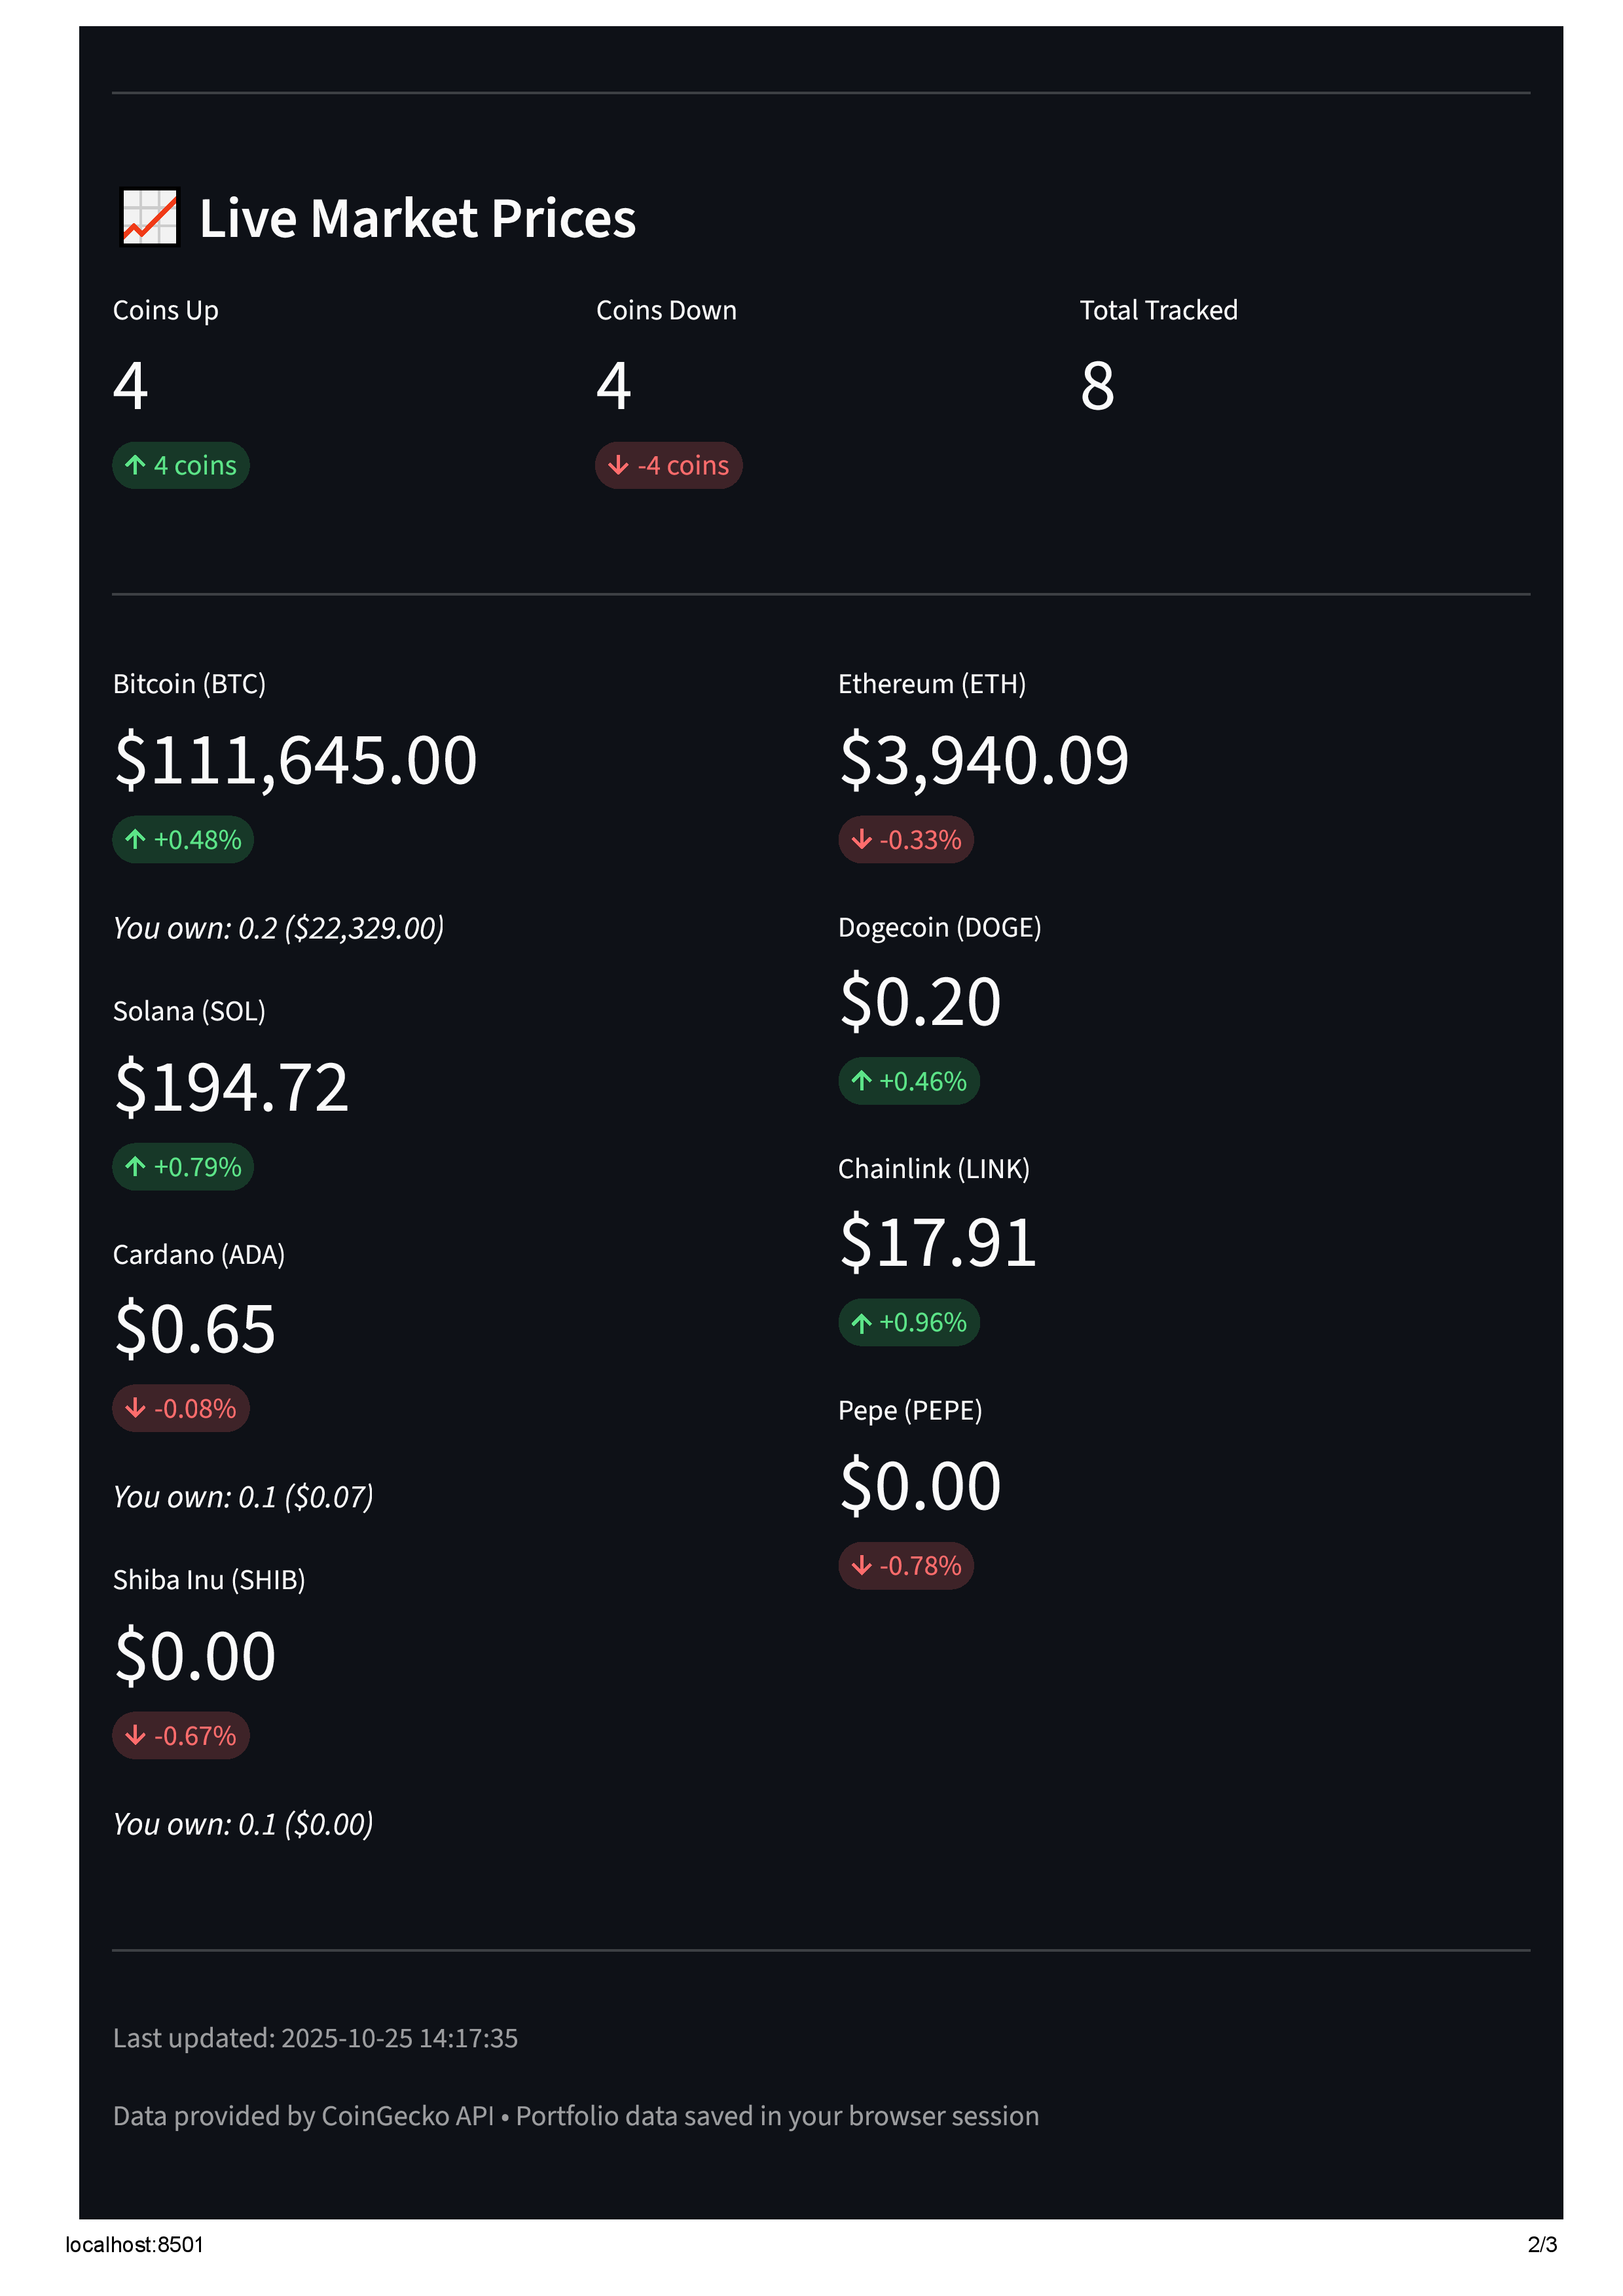 Live Market Prices
Coins Up
4
↑ 4 coins
Coins Down
4
↓ -4 coins
Total Tracked
8
Bitcoin (BTC)
$111,645.00
↑ +0.48%
You own: 0.2 ($22,329.00)
Solana (SOL)
$194.72
↑ +0.79%
Cardano (ADA)
$0.65
↓ -0.08%
You own: 0.1 ($0.07)
Shiba Inu (SHIB)
$0.00
↓ -0.67%
You own: 0.1 ($0.00)
Ethereum (ETH)
$3,940.09
↓ -0.33%
Dogecoin (DOGE)
$0.20
↑ +0.46%
Chainlink (LINK)
$17.91
↑ +0.96%
Pepe (PEPE)
$0.00
↓ -0.78%
Last updated: 2025-10-25 14:17:35
Data provided by CoinGecko API • Portfolio data saved in your browser session
localhost:8501
2/3